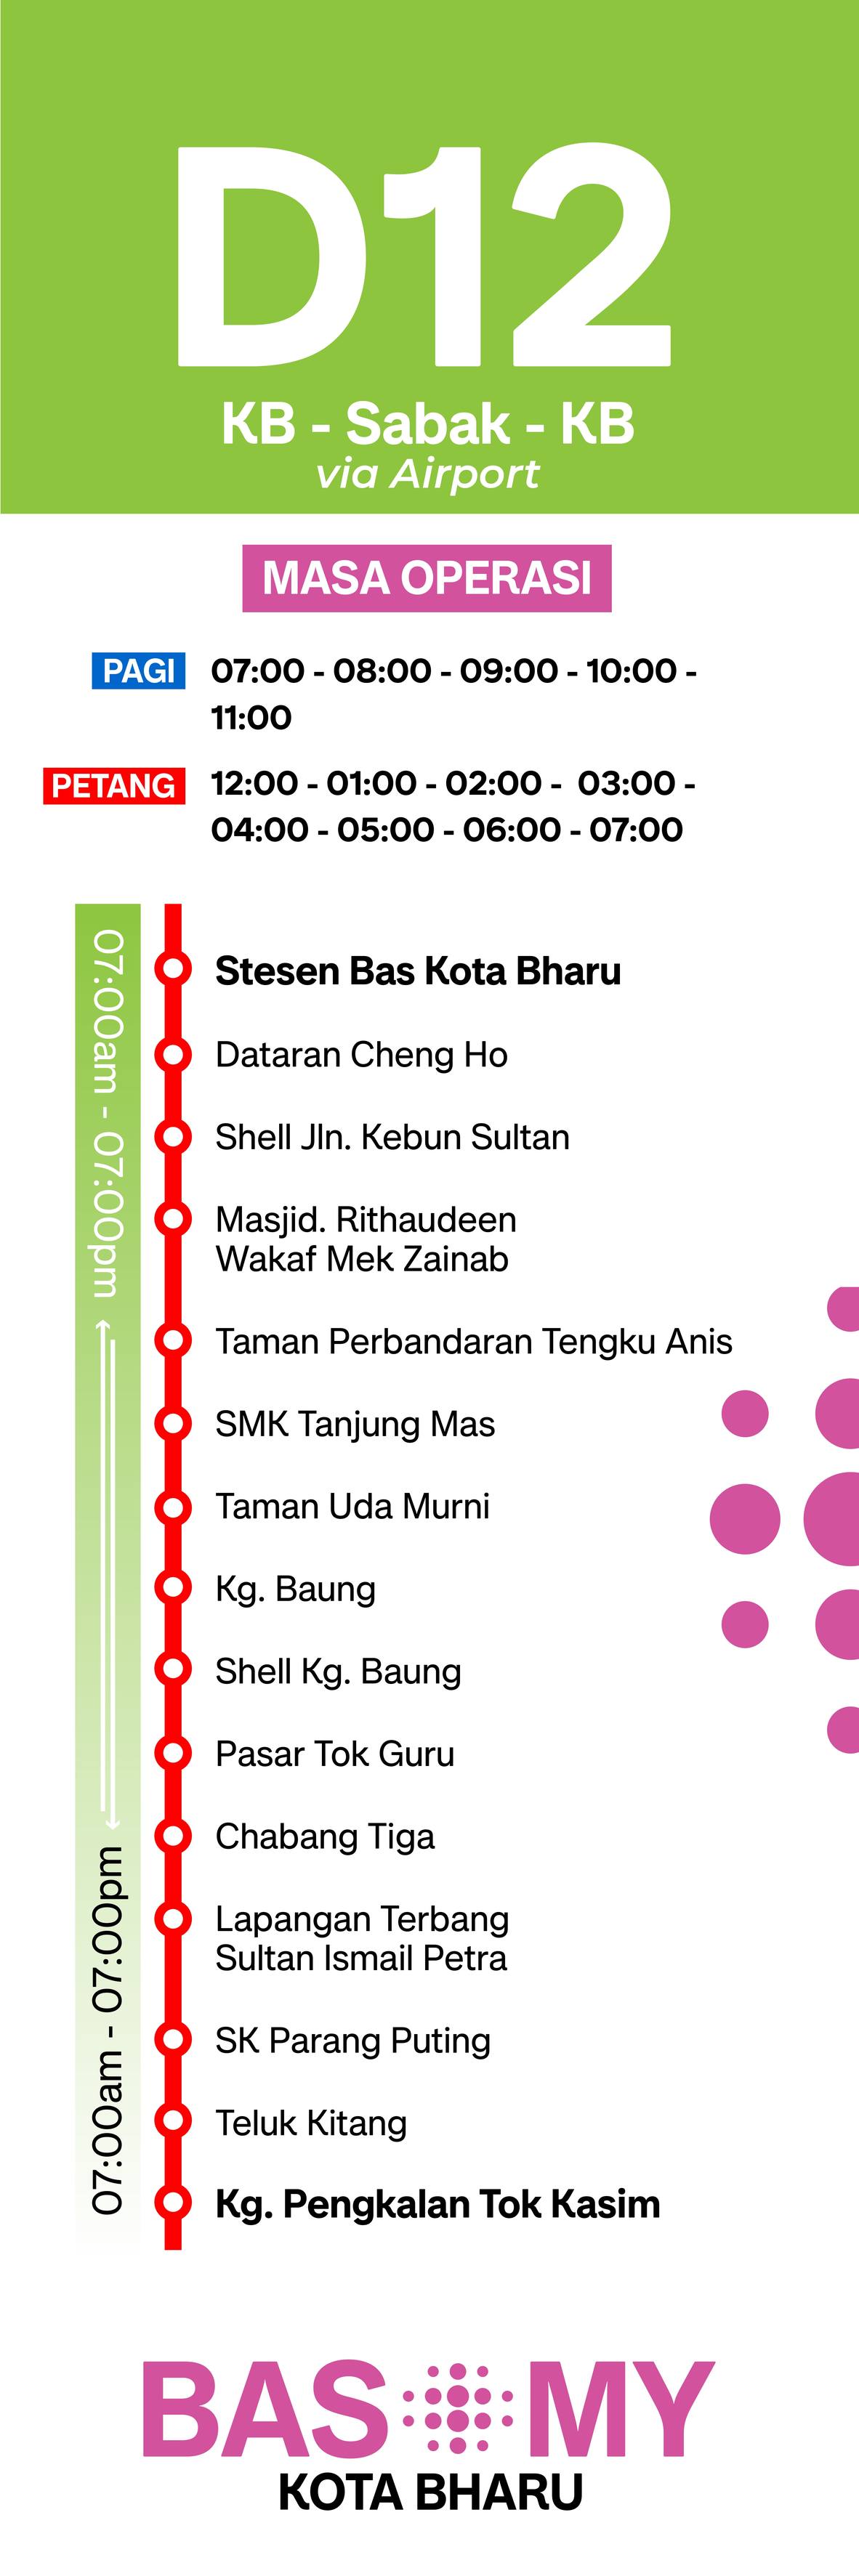 D12
KB - Sabak - KB
via Airport
MASA OPERASI
PAGI 07:00 - 08:00 - 09:00 - 10:00 -
11:00
PETANG 12:00 - 01:00 - 02:00 - 03:00 -
04:00 - 05:00 - 06:00 - 07:00
07:00am - 07:00pm
Stesen Bas Kota Bharu
Dataran Cheng Ho
Shell Jln. Kebun Sultan
Masjid. Rithaudeen
Wakaf Mek Zainab
Taman Perbandaran Tengku Anis
SMK Tanjung Mas
Taman Uda Murni
Kg. Baung
Shell Kg. Baung
Pasar Tok Guru
Chabang Tiga
Lapangan Terbang
Sultan Ismail Petra
SK Parang Puting
Teluk Kitang
Kg. Pengkalan Tok Kasim
07:00am - 07:00pm
BAS MY
KOTA BHARU